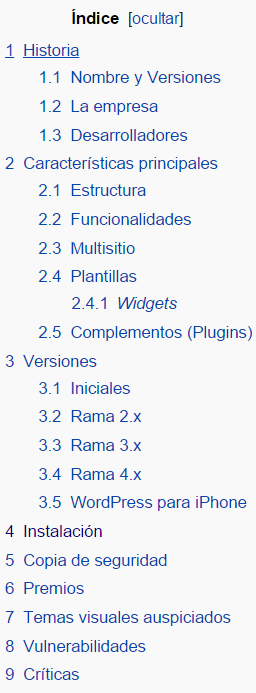 Índice [ocultar]
1 Historia
1.1 Nombre y Versiones
1.2 La empresa
1.3 Desarrolladores
2 Características principales
2.1 Estructura
2.2 Funcionalidades
2.3 Multisitio
2.4 Plantillas
2.4.1 Widgets
2.5 Complementos (Plugins)
3 Versiones
3.1 Iniciales
3.2 Rama 2.x
3.3 Rama 3.x
3.4 Rama 4.x
3.5 WordPress para iPhone
4 Instalación
5 Copia de seguridad
6 Premios
7 Temas visuales auspiciados
8 Vulnerabilidades
9 Críticas